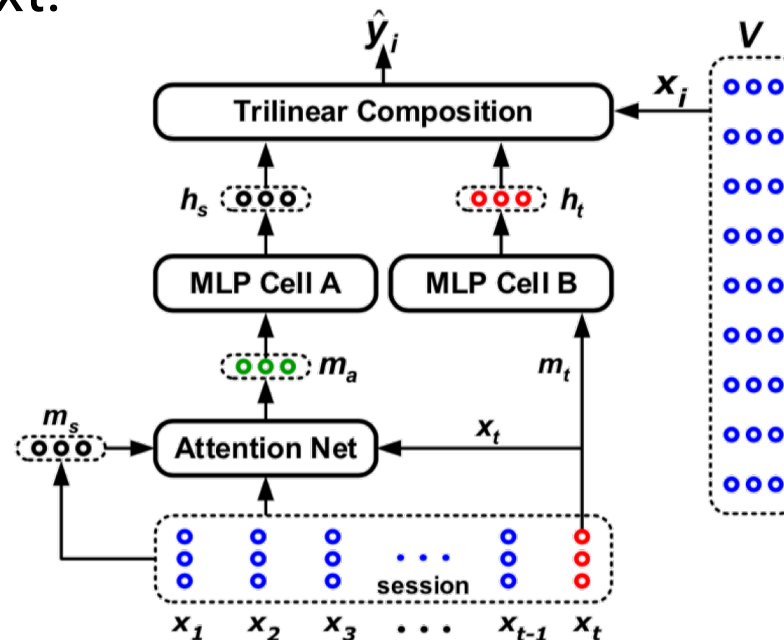 xt.
ŷi
V
Trilinear Composition
xi
hs
ht
MLP Cell A
MLP Cell B
ma
mt
ms
Attention Net
xt
. . .
session
x1 x2 x3 . . . xt-1 xt